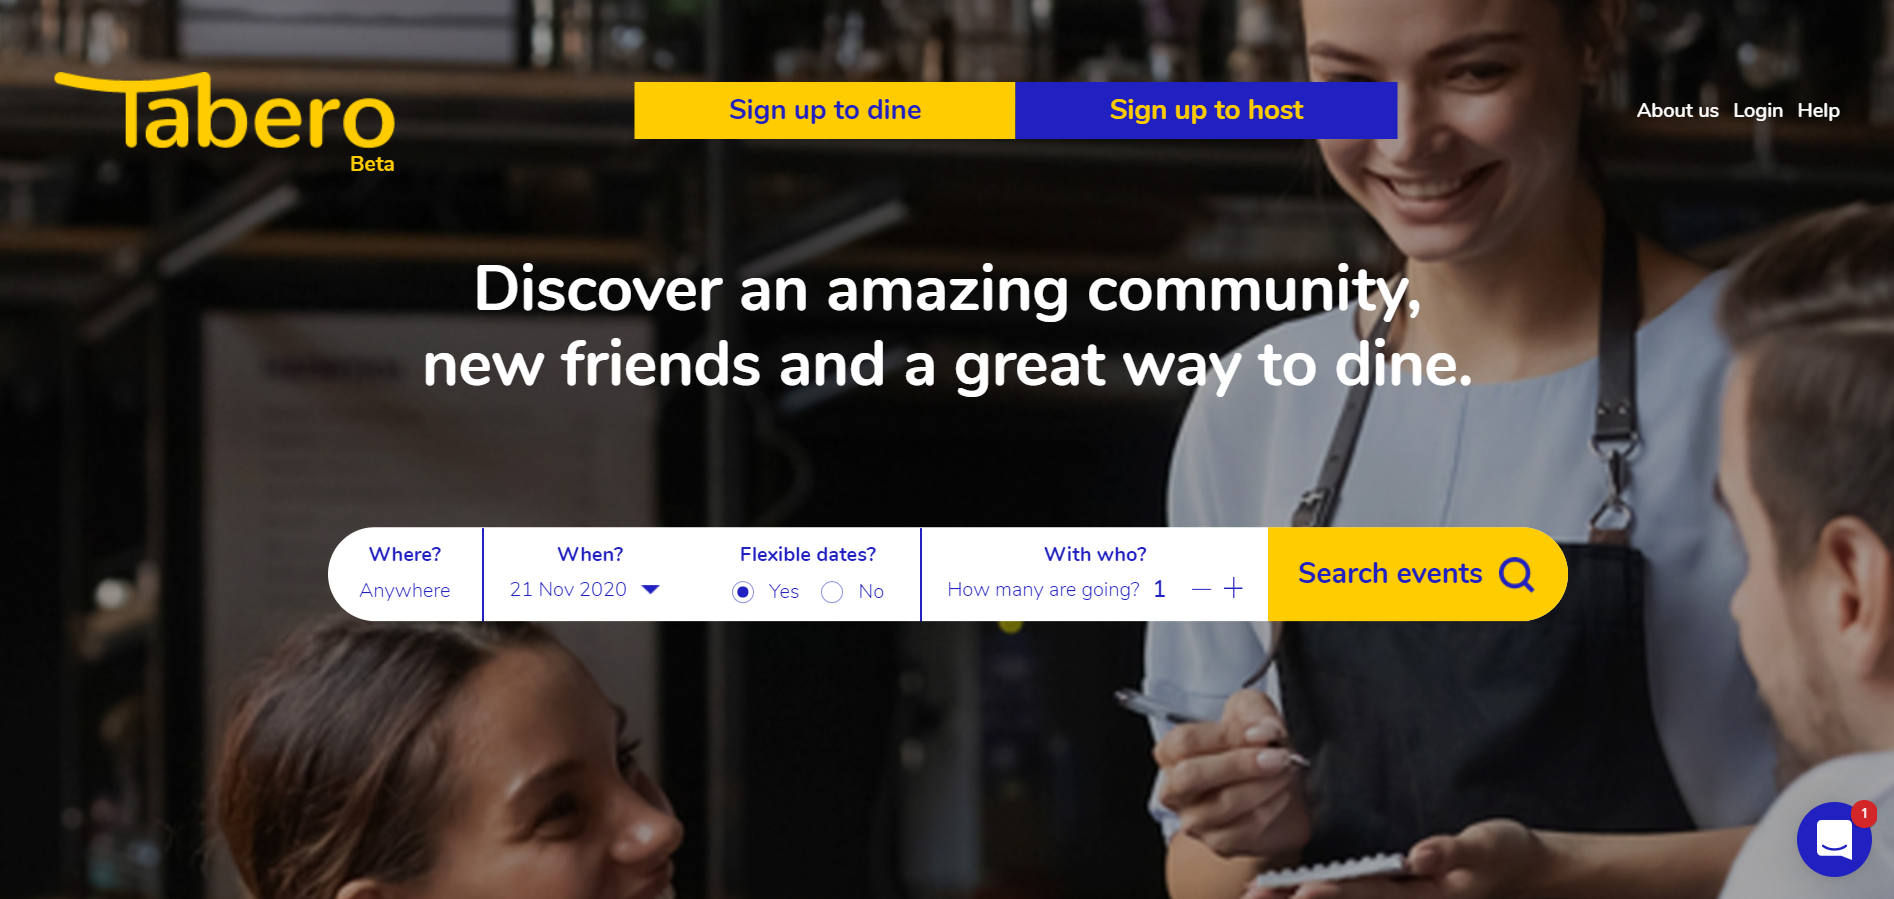 Tabero
Beta
Sign up to dine
Sign up to host
About us Login Help
Discover an amazing community,
new friends and a great way to dine.
Where?
Anywhere
When?
21 Nov 2020
Flexible dates?
Yes No
With who?
How many are going? 1
Search events
1